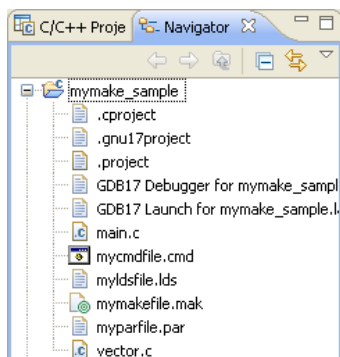 C/C++ Proje Navigator
mymake_sample
.cproject
.gnu17project
.project
GDB17 Debugger for mymake_sampl
GDB17 Launch for mymake_sample.l
main.c
mycmdfile.cmd
myldsfile.lds
mymakefile.mak
myparfile.par
vector.c